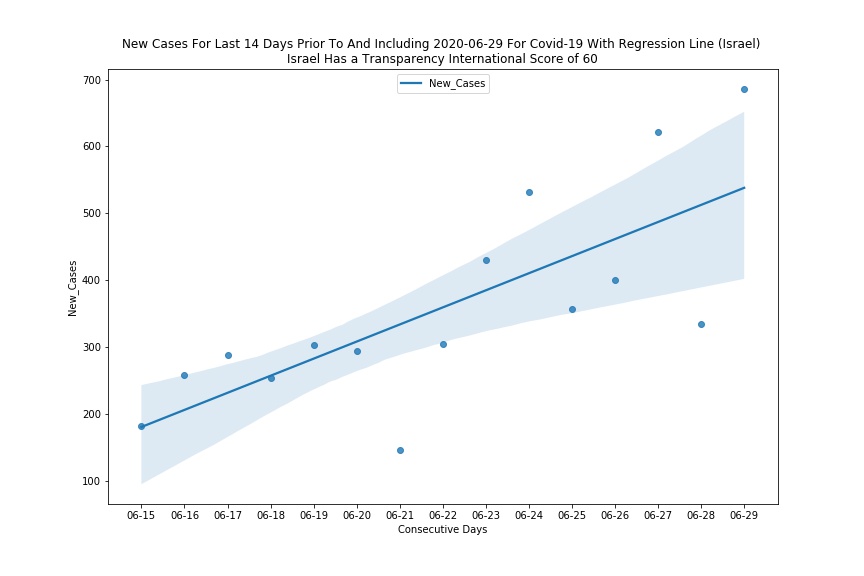 New Cases For Last 14 Days Prior To And Including 2020-06-29 For Covid-19 With Regression Line (Israel)
Israel Has a Transparency International Score of 60
New_Cases
700
600
500
400
300
200
100
New_Cases
06-15 06-16 06-17 06-18 06-19 06-20 06-21 06-22 06-23 06-24 06-25 06-26 06-27 06-28 06-29
Consecutive Days